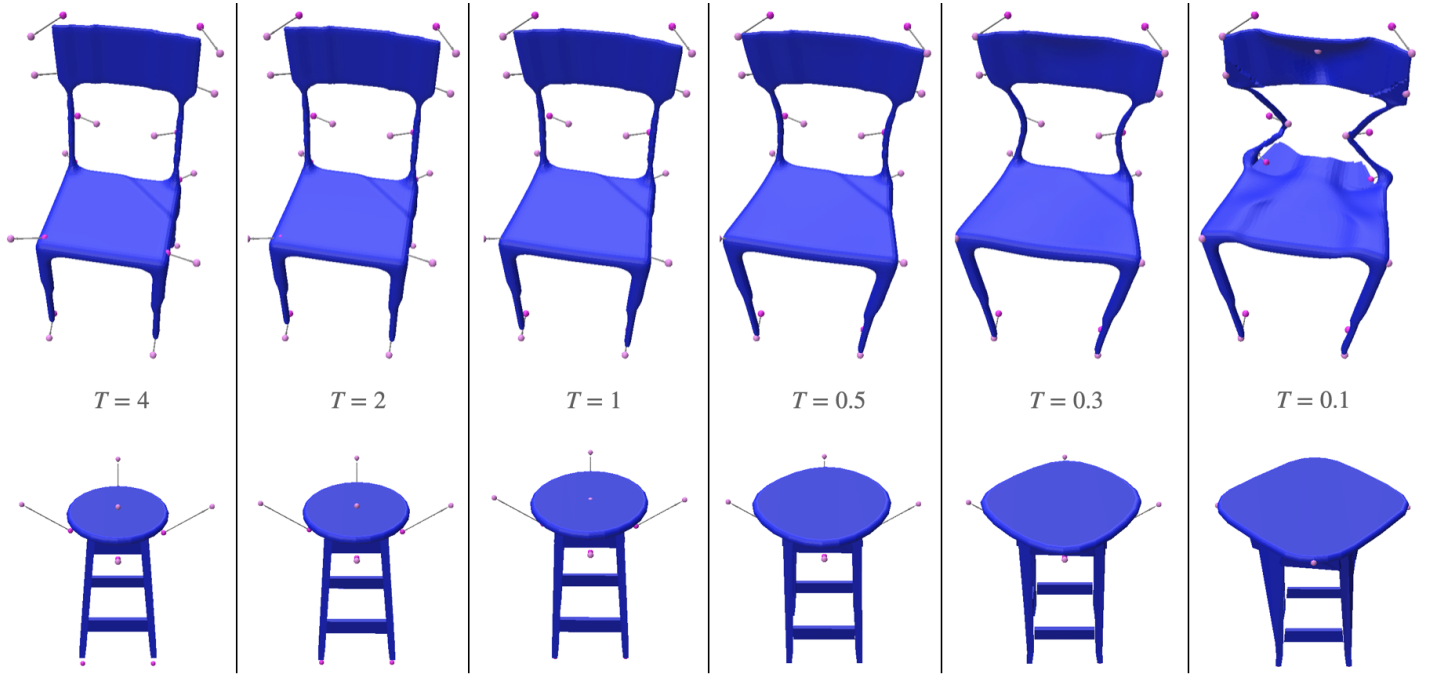 T = 4 T = 2 T = 1 T = 0.5 T = 0.3 T = 0.1